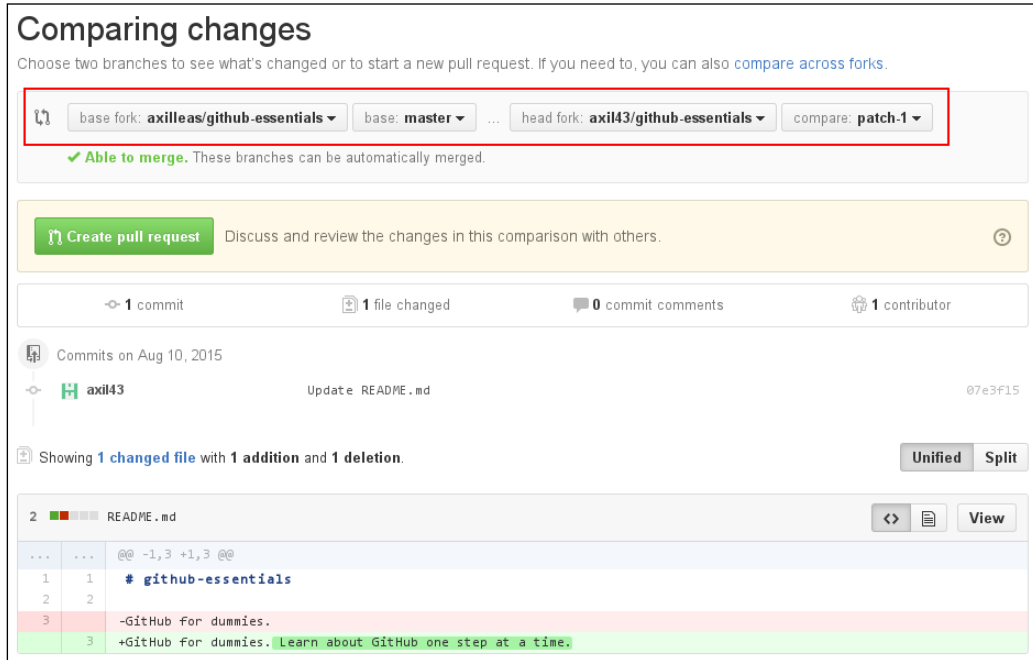 Comparing changes
Choose two branches to see what's changed or to start a new pull request. If you need to, you can also compare across forks.
base fork: axilleas/github-essentials base: master ... head fork: axil43/github-essentials compare: patch-1
Able to merge. These branches can be automatically merged.
Create pull request Discuss and review the changes in this comparison with others. ?
1 commit 1 file changed 0 commit comments 1 contributor
Commits on Aug 10, 2015
axil43 Update README.md 07e3f15
Showing 1 changed file with 1 addition and 1 deletion. Unified Split
2 README.md <> View
... ... @@ -1,3 +1,3 @@
1 1 # github-essentials
2 2
3 -GitHub for dummies.
3 +GitHub for dummies. Learn about GitHub one step at a time.